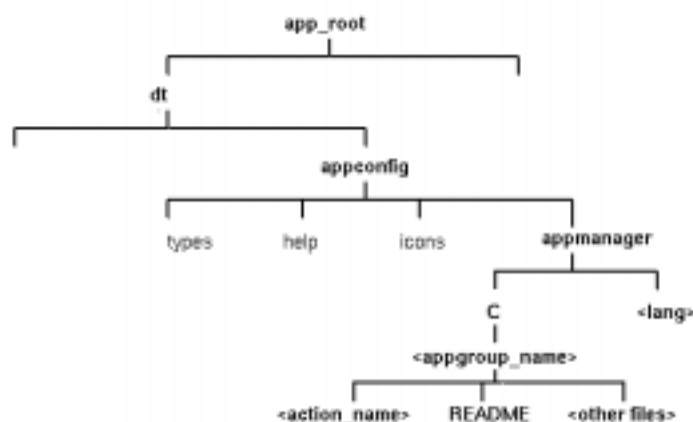 app_root
dt
appconfig
types help icons appmanager
C <lang>
<appgroup_name>
<action_name> README <other files>